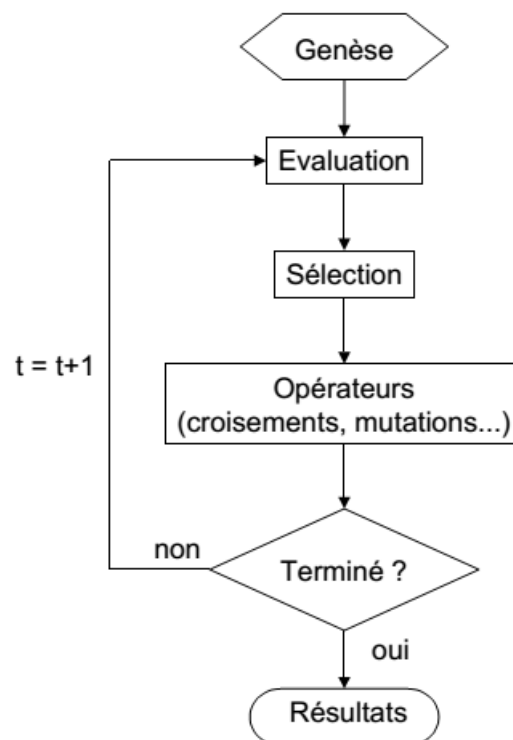 Genèse
Evaluation
Sélection
t = t+1
Opérateurs
(croisements, mutations...)
non
Terminé ?
oui
Résultats